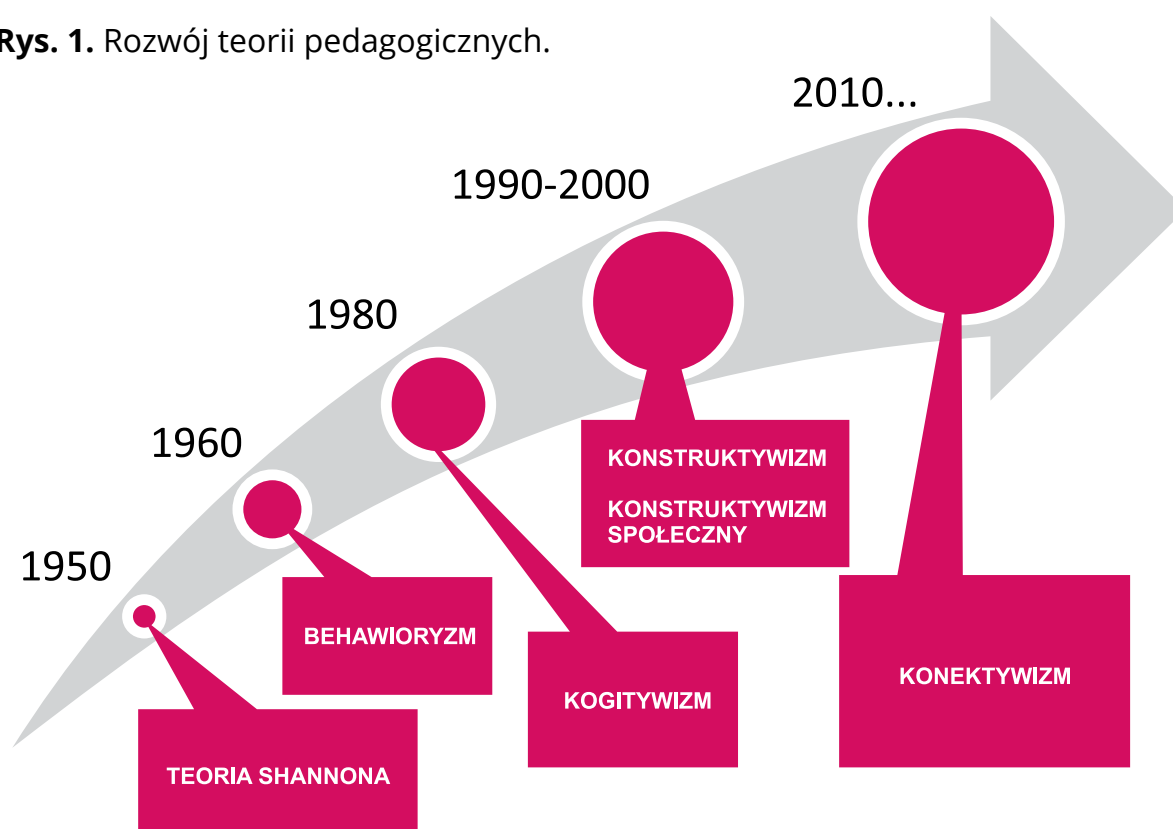 Rys. 1. Rozwój teorii pedagogicznych.
2010...
1990-2000
1980
1960
1950
KONSTRUKTYWIZM
KONSTRUKTYWIZM
SPOŁECZNY
BEHAWIORYZM
KOGITYWIZM
KONEKTYWIZM
TEORIA SHANNONA